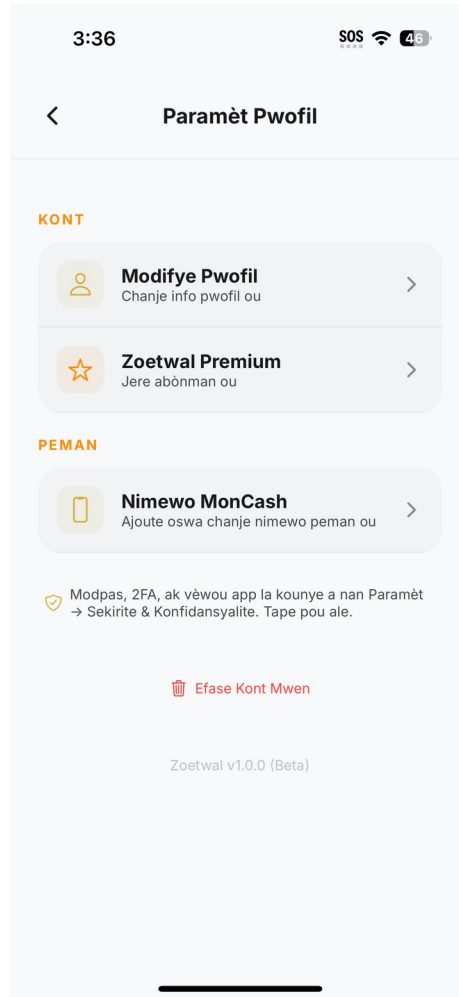 3:36
SOS
46
Paramèt Pwofil
KONT
Modifye Pwofil
Chanje info pwofil ou
Zoetwal Premium
Jere abònman ou
PEMAN
Nimewo MonCash
Ajoute oswa chanje nimewo peman ou
Modpas, 2FA, ak vèwou app la kounye a nan Paramèt
→ Sekirite & Konfidansyalite. Tape pou ale.
Efase Kont Mwen
Zoetwal v1.0.0 (Beta)